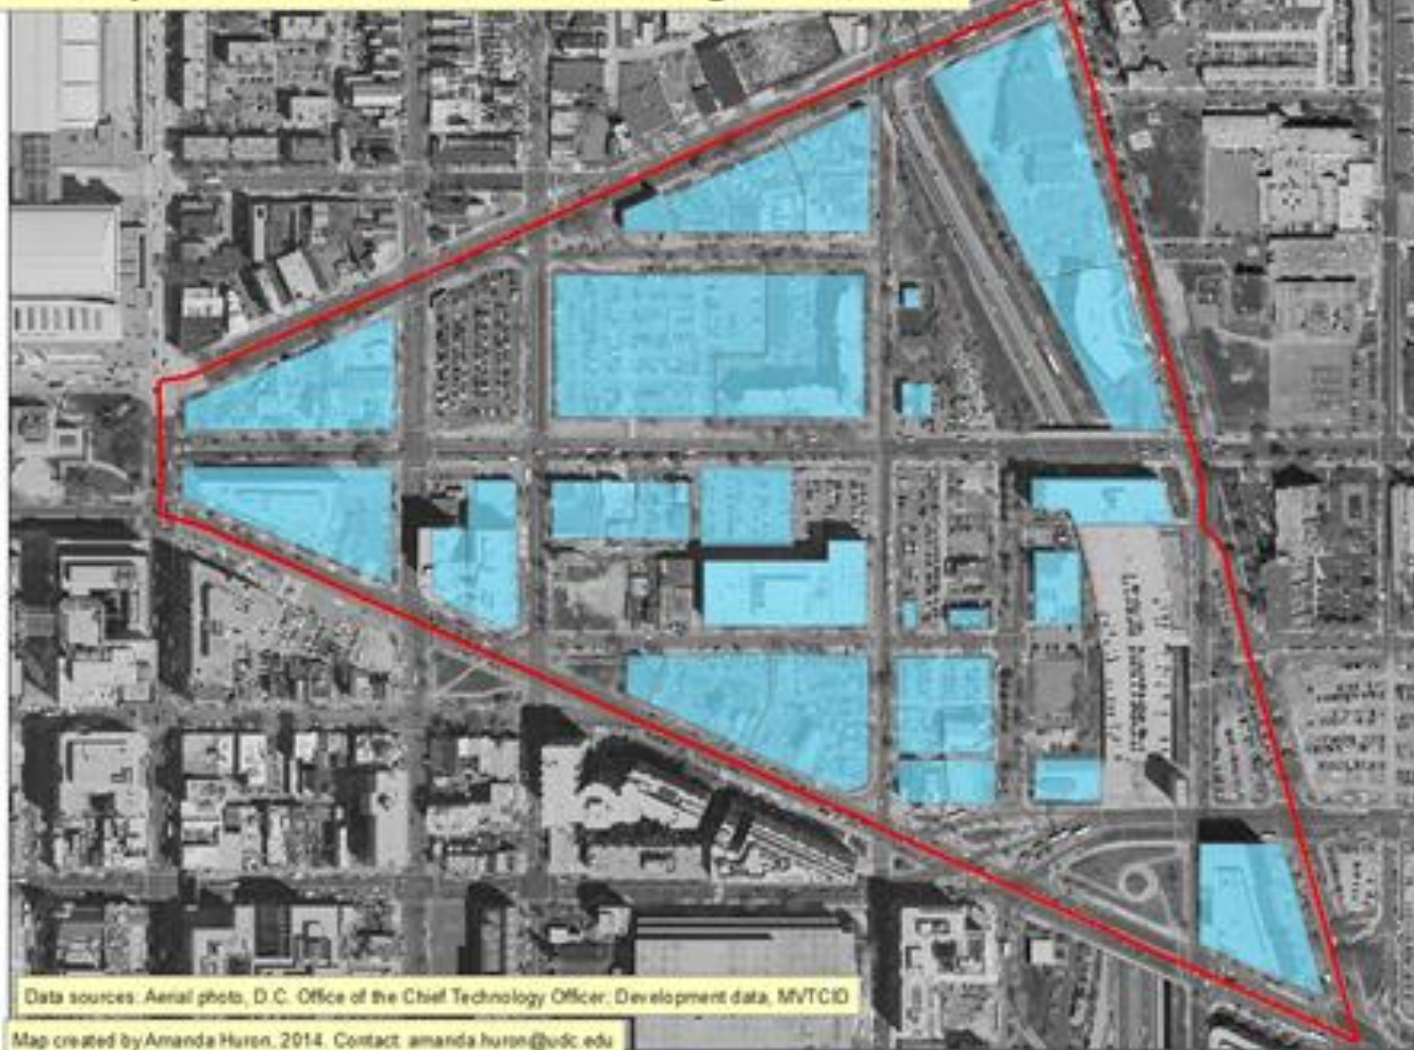 Data sources: Aerial photo, D.C. Office of the Chief Technology Officer; Development data, MVTCID
Map created by Amanda Huron, 2014. Contact: amanda.huron@udc.edu